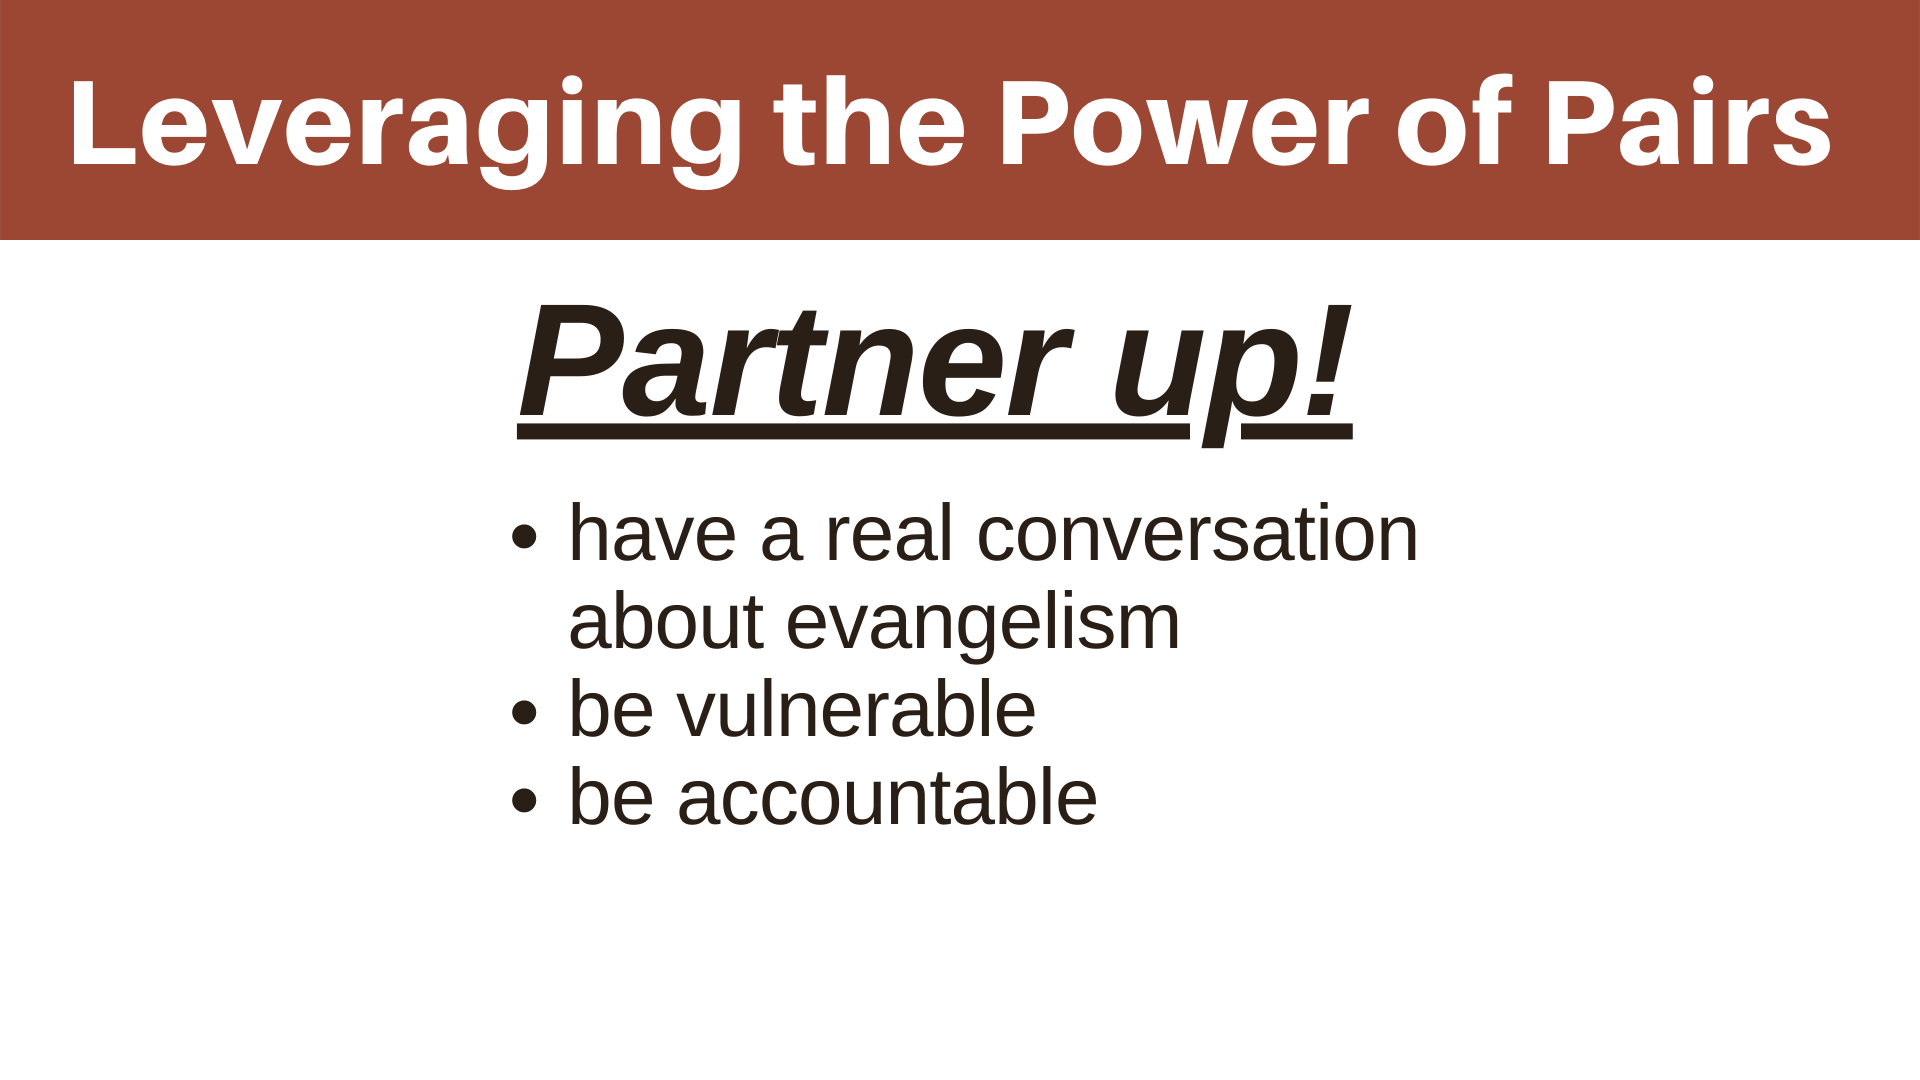 Leveraging the Power of Pairs
Partner up!
• have a real conversation
about evangelism
• be vulnerable
• be accountable